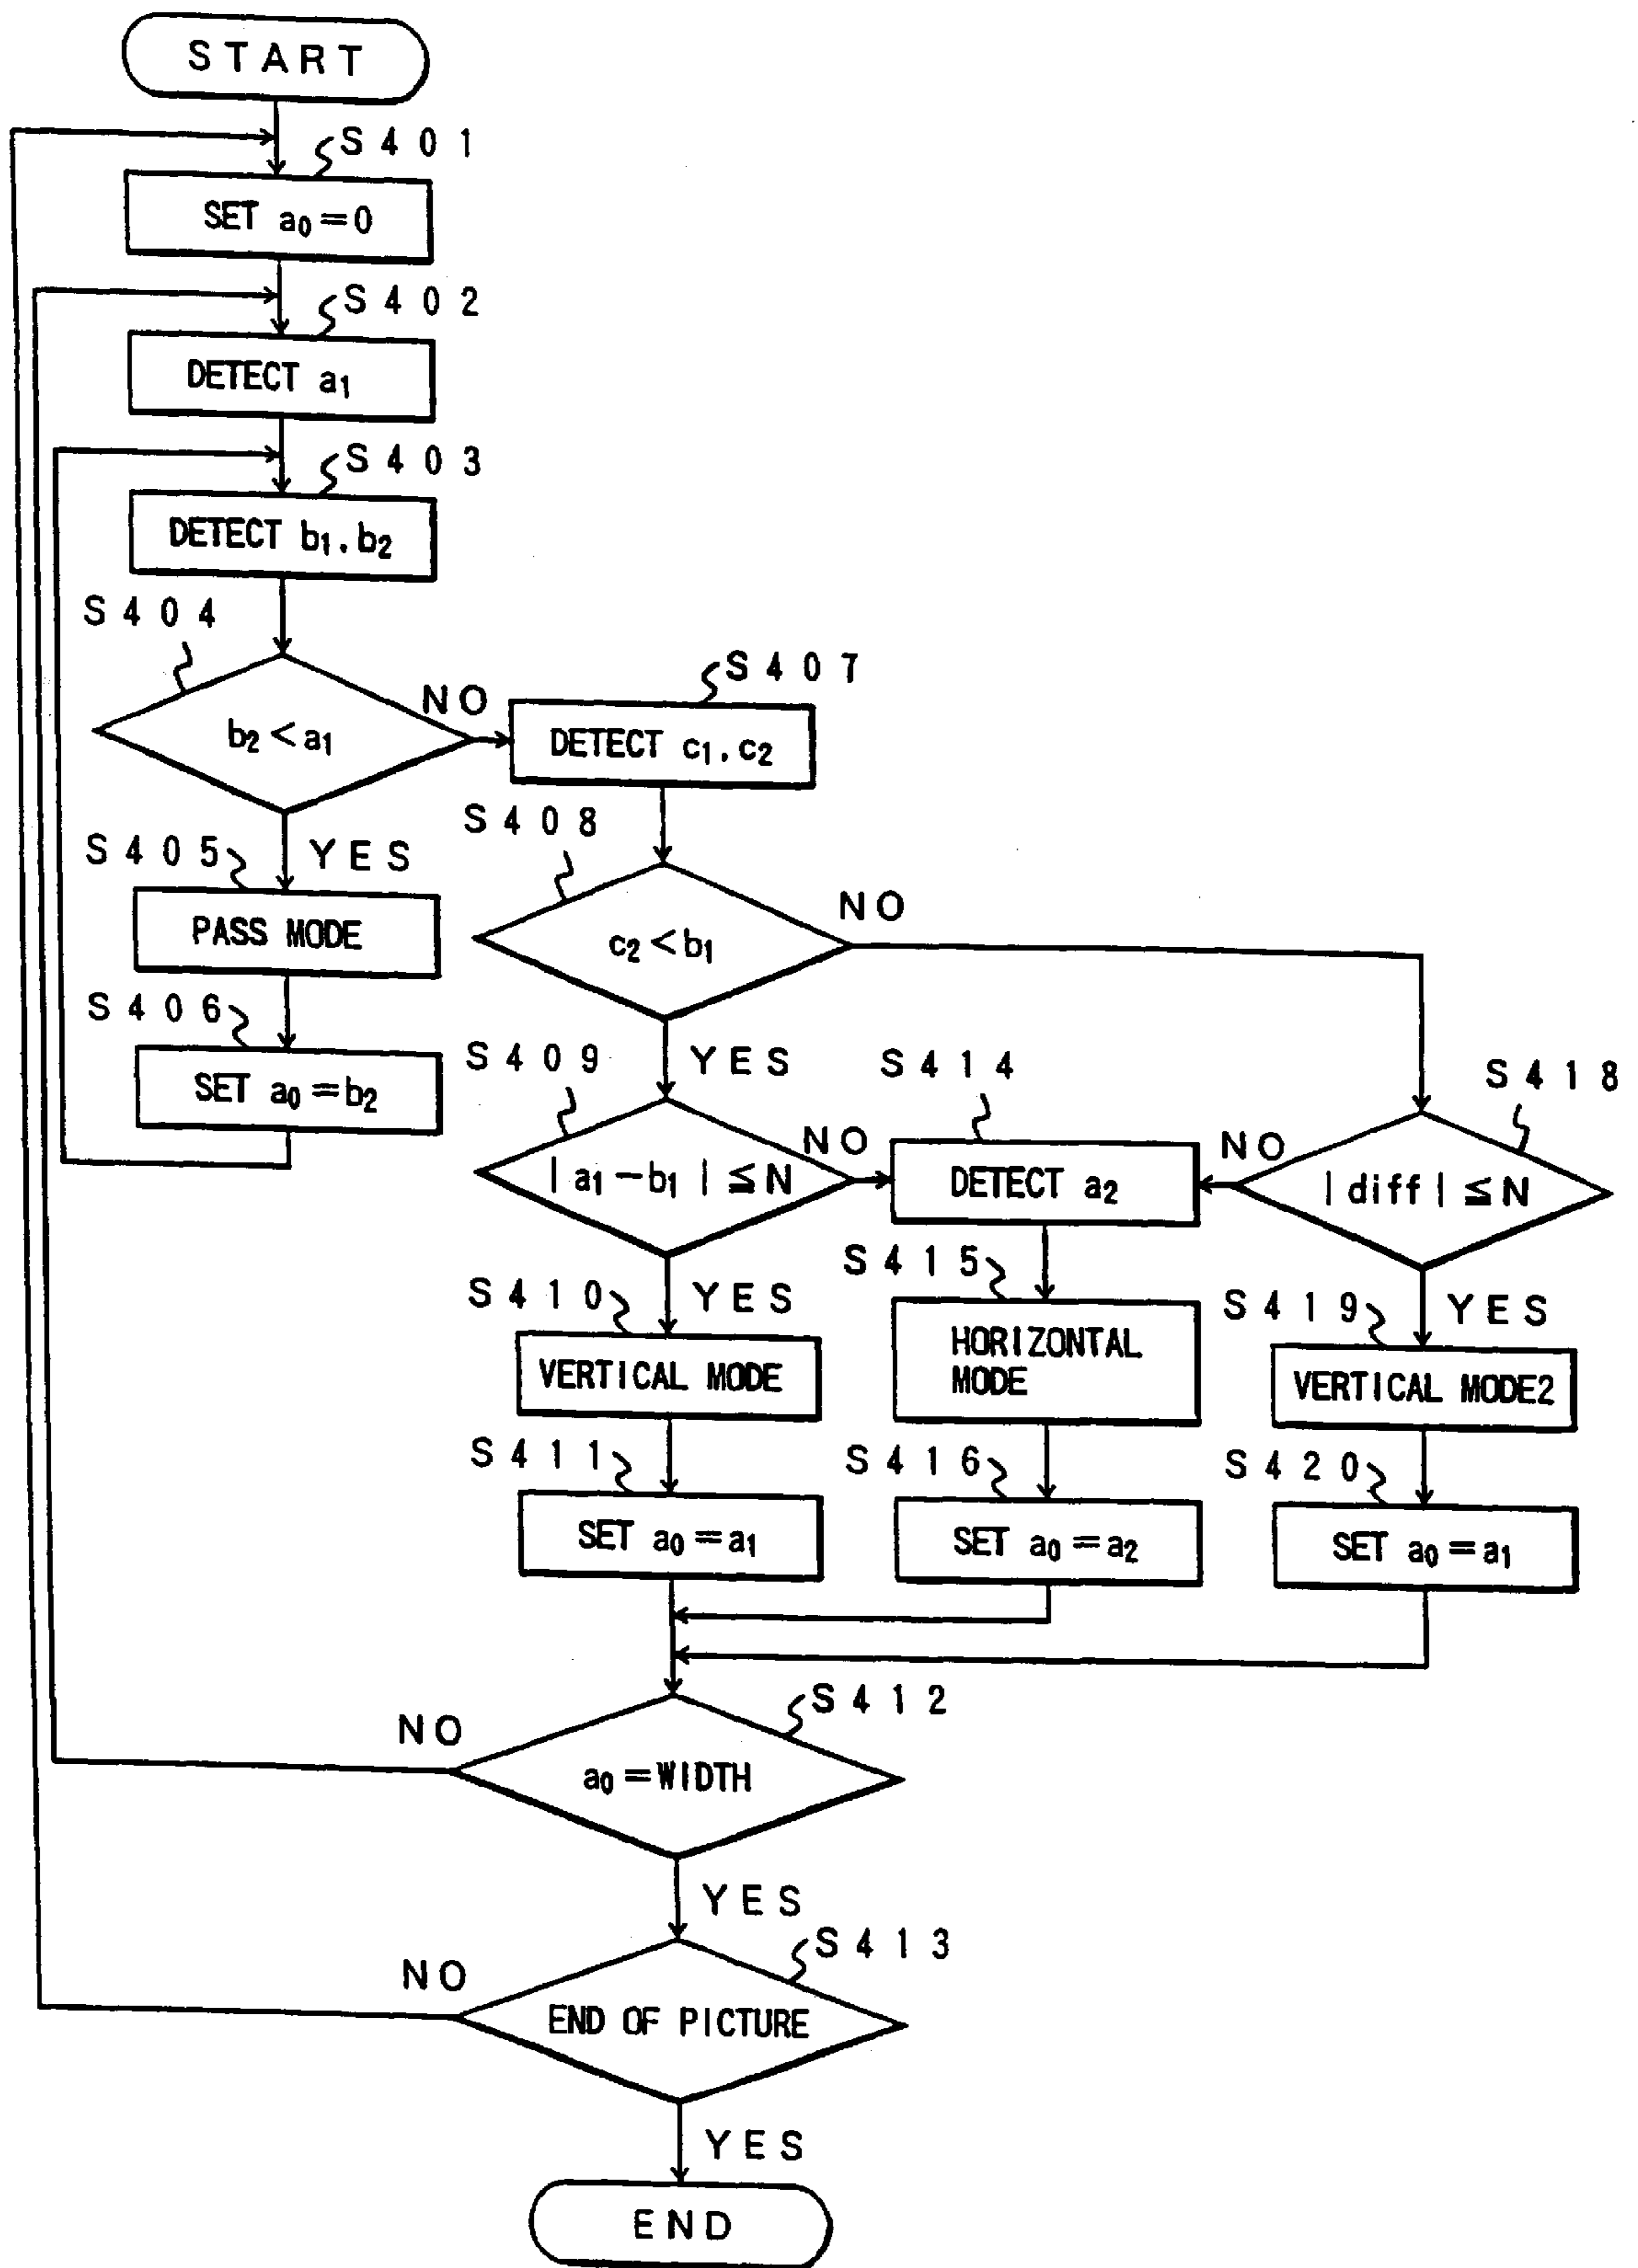 START
S401
SET a₀=0
S402
DETECT a₁
S403
DETECT b₁, b₂
S404
b₂<a₁
NO
YES
S405
PASS MODE
S406
SET a₀=b₂
S407
DETECT c₁, c₂
S408
c₂<b₁
NO
YES
S409
|a₁−b₁|≦N
NO
YES
S414
DETECT a₂
S418
|diff|≦N
NO
YES
S410
VERTICAL MODE
S415
HORIZONTAL
MODE
S419
VERTICAL MODE2
S411
SET a₀=a₁
S416
SET a₀=a₂
S420
SET a₀=a₁
S412
a₀=WIDTH
NO
YES
S413
END OF PICTURE
NO
YES
END